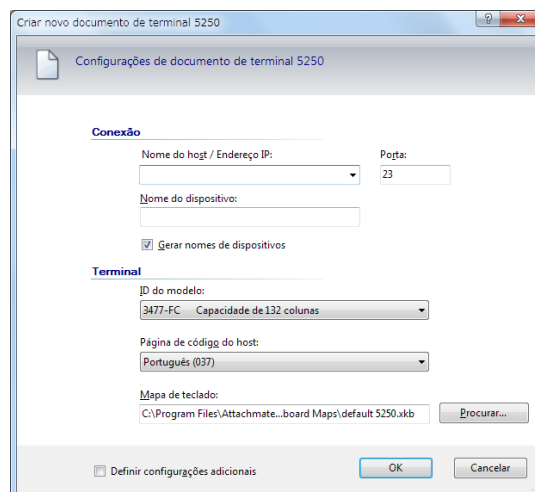 Criar novo documento de terminal 5250
Configurações de documento de terminal 5250
Conexão
Nome do host / Endereço IP: Porta:
23
Nome do dispositivo:
Gerar nomes de dispositivos
Terminal
ID do modelo:
3477-FC Capacidade de 132 colunas
Página de código do host:
Português (037)
Mapa de teclado:
C:\Program Files\Attachmate...board Maps\default 5250.xkb Procurar...
Definir configurações adicionais OK Cancelar